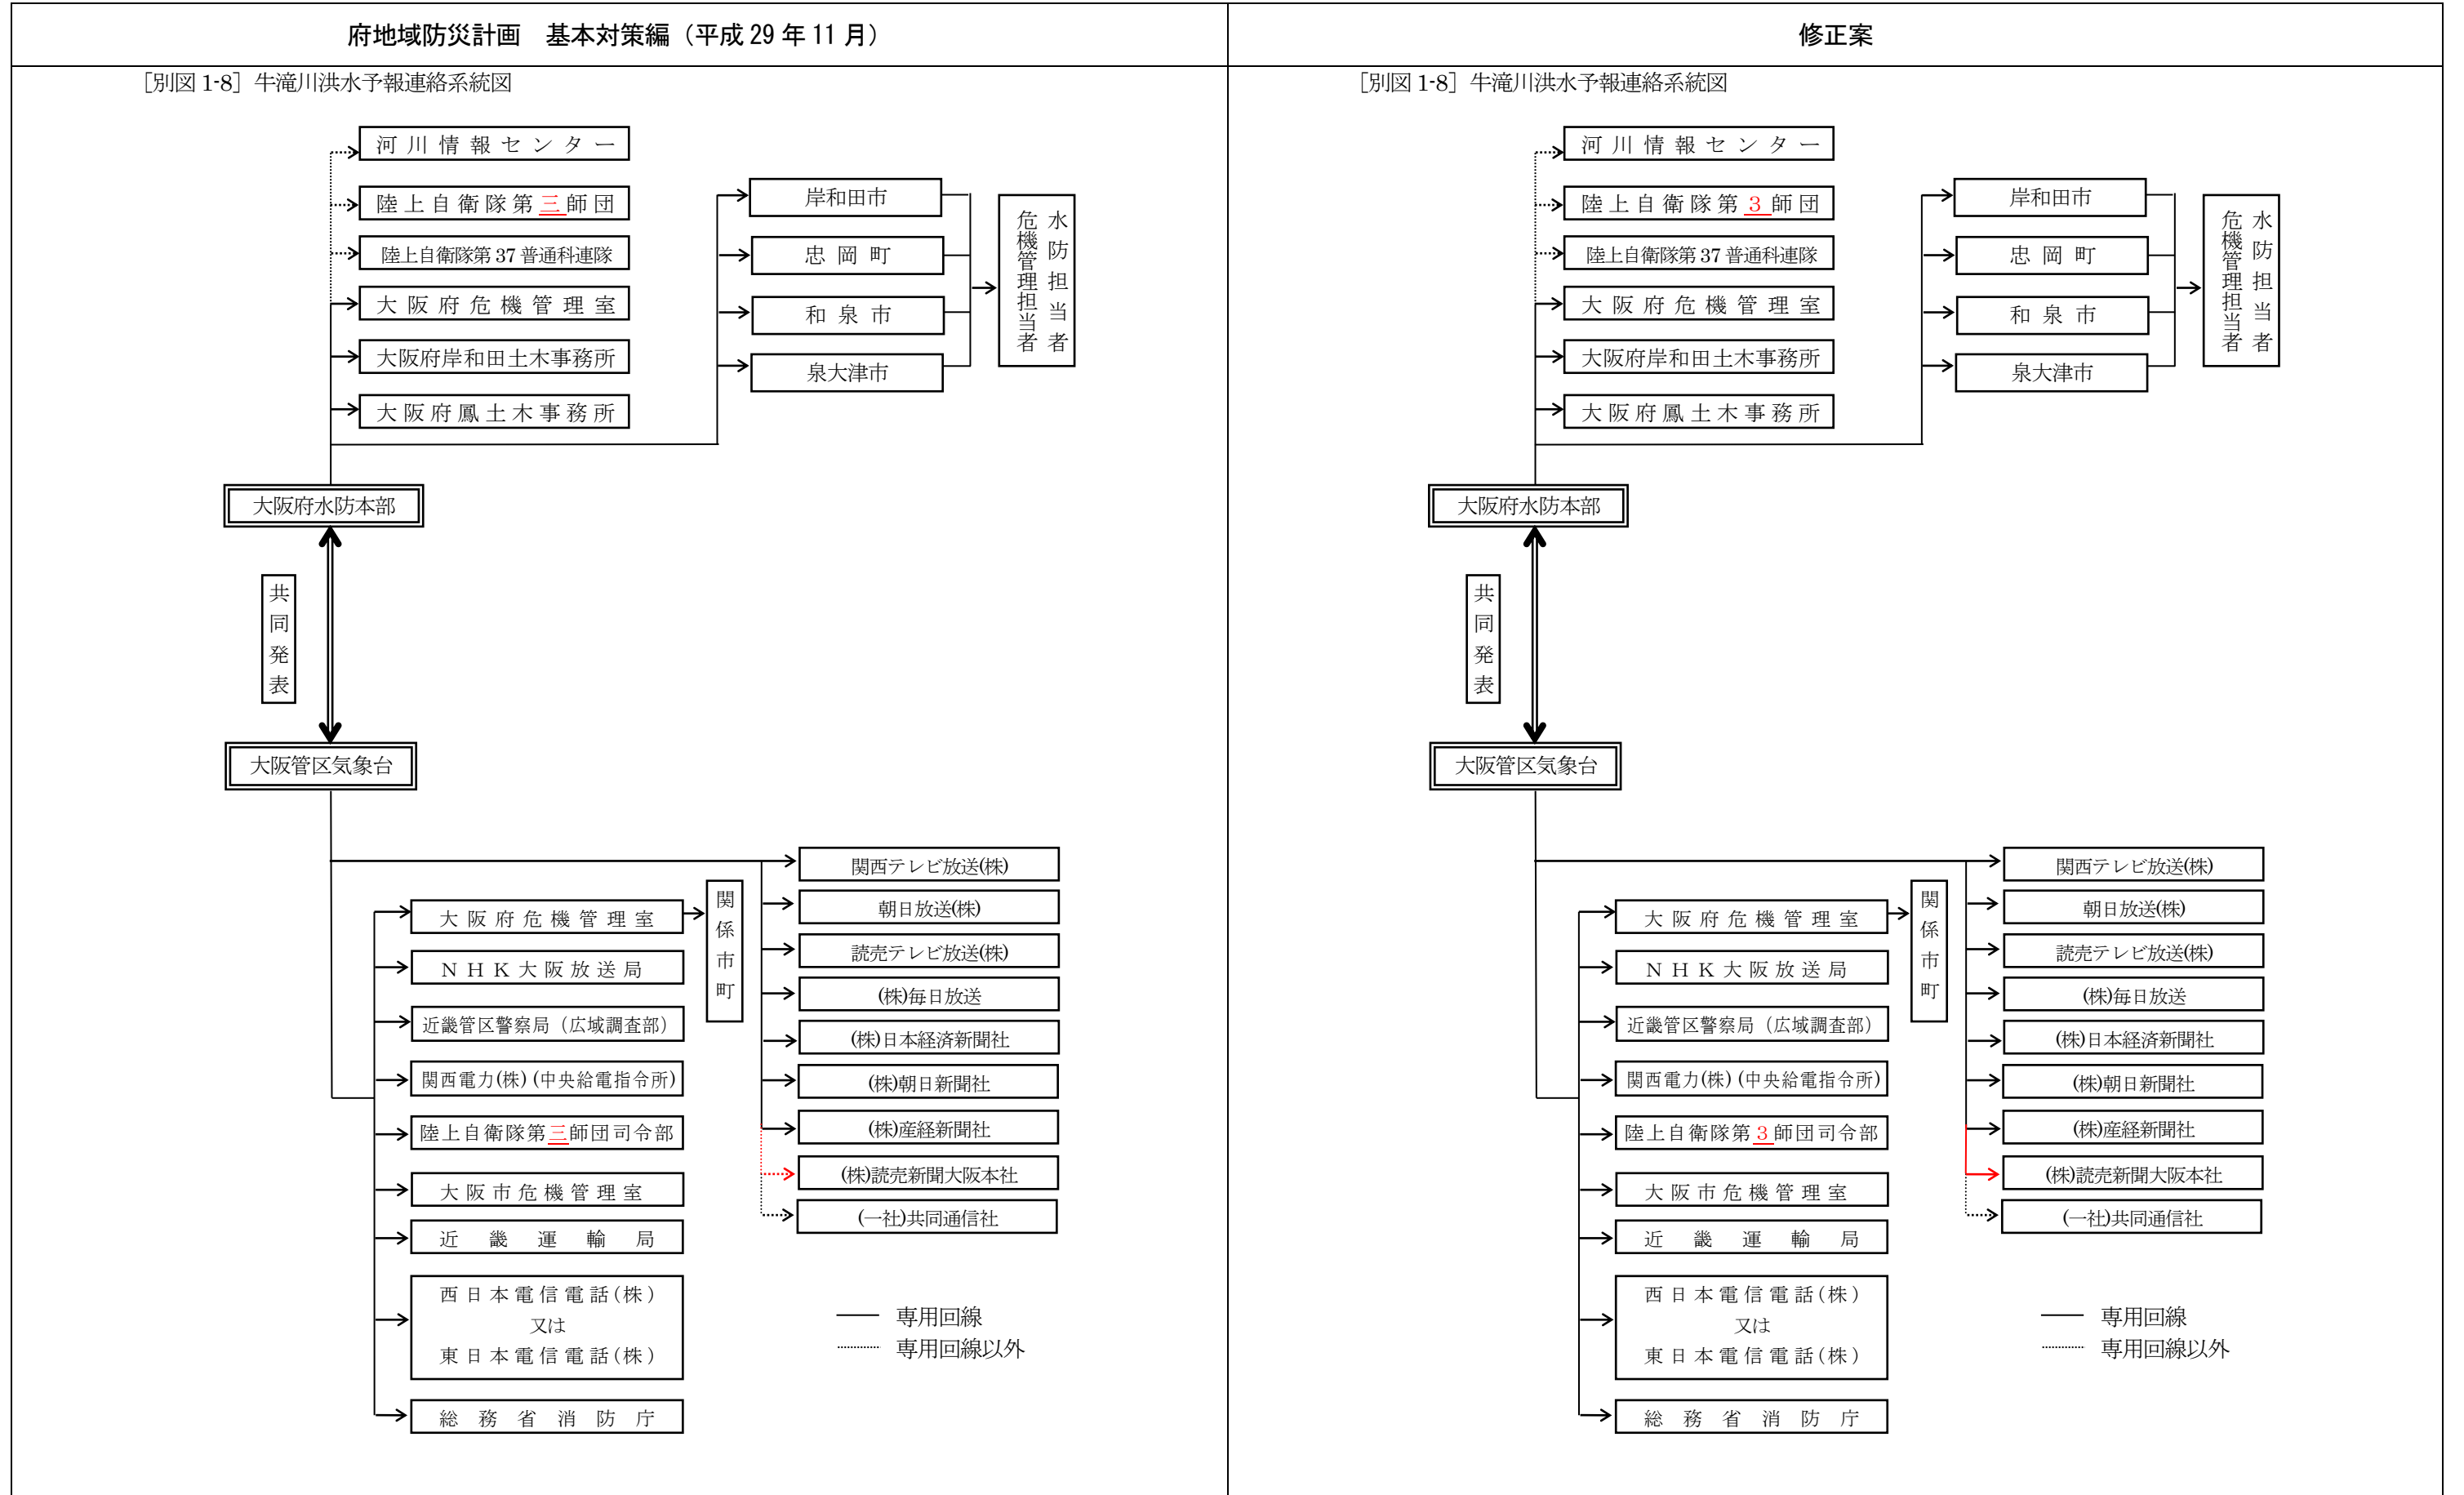 府地域防災計画　基本対策編（平成 29 年 11 月）
［別図 1-8］牛滝川洪水予報連絡系統図
河川情報センター
陸上自衛隊第三師団
陸上自衛隊第 37 普通科連隊
大阪府危機管理室
大阪府岸和田土木事務所
大阪府鳳土木事務所
岸和田市
忠岡町
和泉市
泉大津市
水防担当者
危機管理担当者
大阪府水防本部
共同発表
大阪管区気象台
関西テレビ放送(株)
朝日放送(株)
読売テレビ放送(株)
(株)毎日放送
(株)日本経済新聞社
(株)朝日新聞社
(株)産経新聞社
(株)読売新聞大阪本社
(一社)共同通信社
大阪府危機管理室
関係市町
ＮＨＫ大阪放送局
近畿管区警察局（広域調査部）
関西電力(株) (中央給電指令所)
陸上自衛隊第三師団司令部
大阪市危機管理室
近畿運輸局
西日本電信電話(株)
又は
東日本電信電話(株)
総務省消防庁
専用回線
専用回線以外
修正案
［別図 1-8］牛滝川洪水予報連絡系統図
河川情報センター
陸上自衛隊第３師団
陸上自衛隊第 37 普通科連隊
大阪府危機管理室
大阪府岸和田土木事務所
大阪府鳳土木事務所
岸和田市
忠岡町
和泉市
泉大津市
水防担当者
危機管理担当者
大阪府水防本部
共同発表
大阪管区気象台
関西テレビ放送(株)
朝日放送(株)
読売テレビ放送(株)
(株)毎日放送
(株)日本経済新聞社
(株)朝日新聞社
(株)産経新聞社
(株)読売新聞大阪本社
(一社)共同通信社
大阪府危機管理室
関係市町
ＮＨＫ大阪放送局
近畿管区警察局（広域調査部）
関西電力(株) (中央給電指令所)
陸上自衛隊第３師団司令部
大阪市危機管理室
近畿運輸局
西日本電信電話(株)
又は
東日本電信電話(株)
総務省消防庁
専用回線
専用回線以外